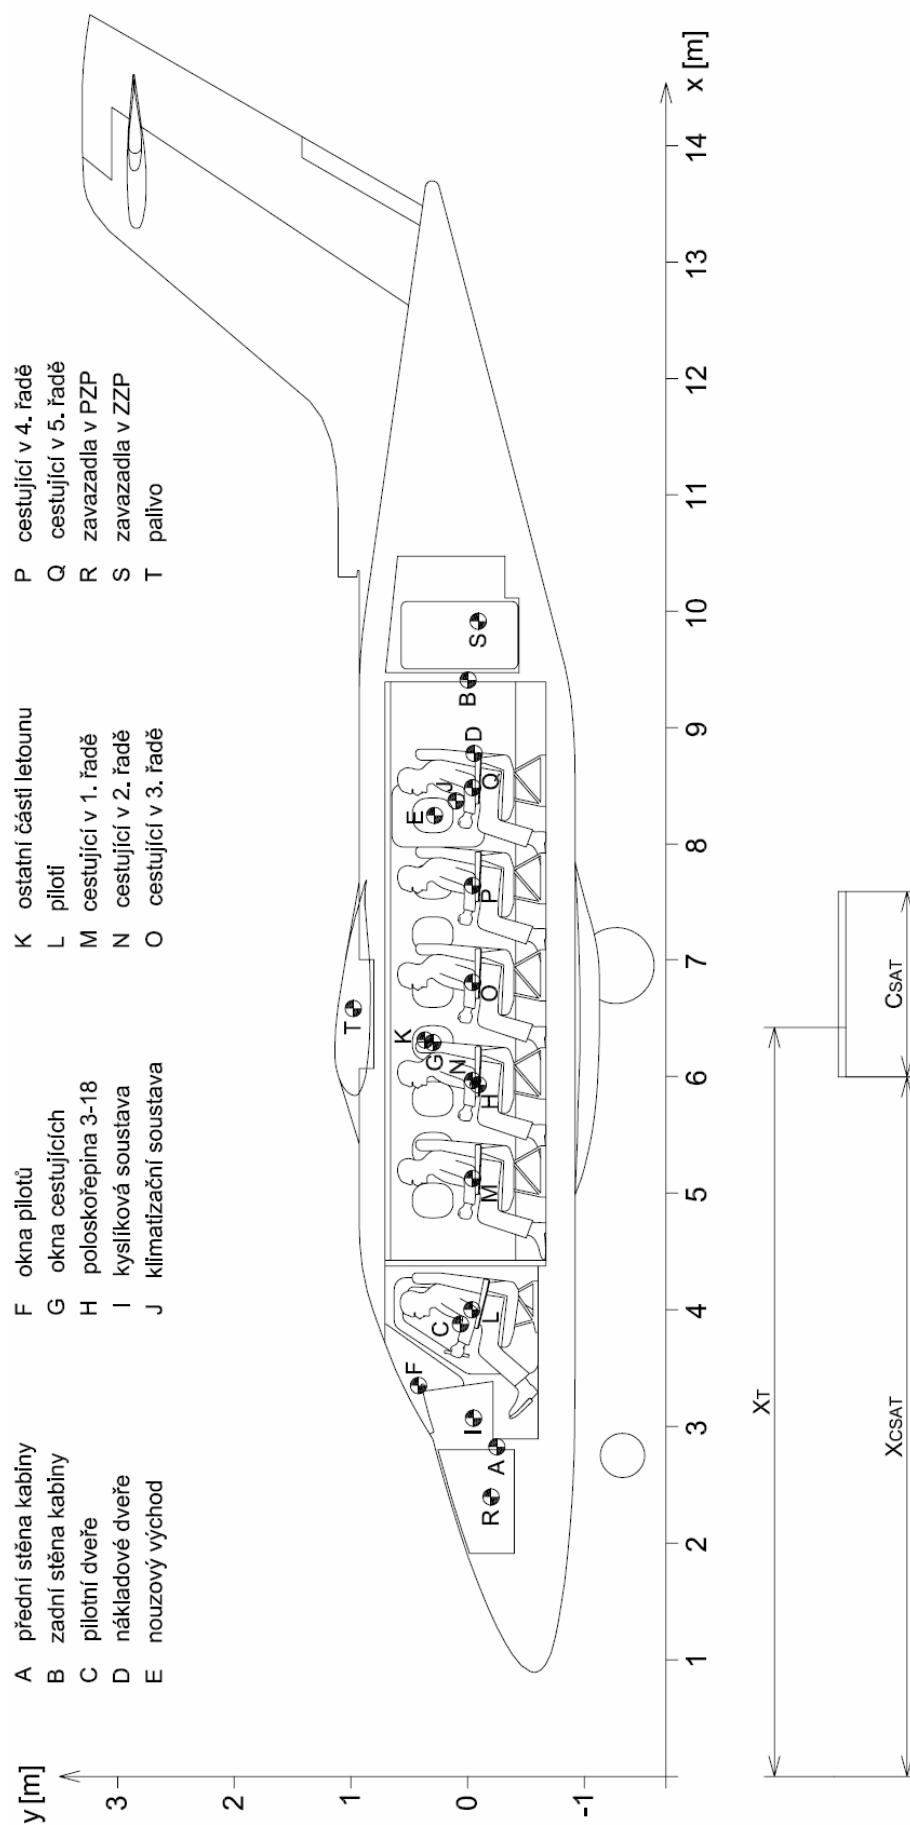 A přední stěna kabiny
B zadní stěna kabiny
C pilotní dveře
D nákladové dveře
E nouzový východ
F okna pilotů
G okna cestujících
H poloskořepina 3-18
I kyslíková soustava
J klimatizační soustava
K ostatní části letounu
L piloti
M cestující v 1. řadě
N cestující v 2. řadě
O cestující v 3. řadě
P cestující v 4. řadě
Q cestující v 5. řadě
R zavazadla v PZP
S zavazadla v ZZP
T palivo
y [m]
3
2
1
0
-1
R
A
I
F
C
L
M
N
H
G
K
T
O
P
E
J
Q
D
B
S
1
2
3
4
5
6
7
8
9
10
11
12
13
14
x [m]
XT
XCSAT
CSAT